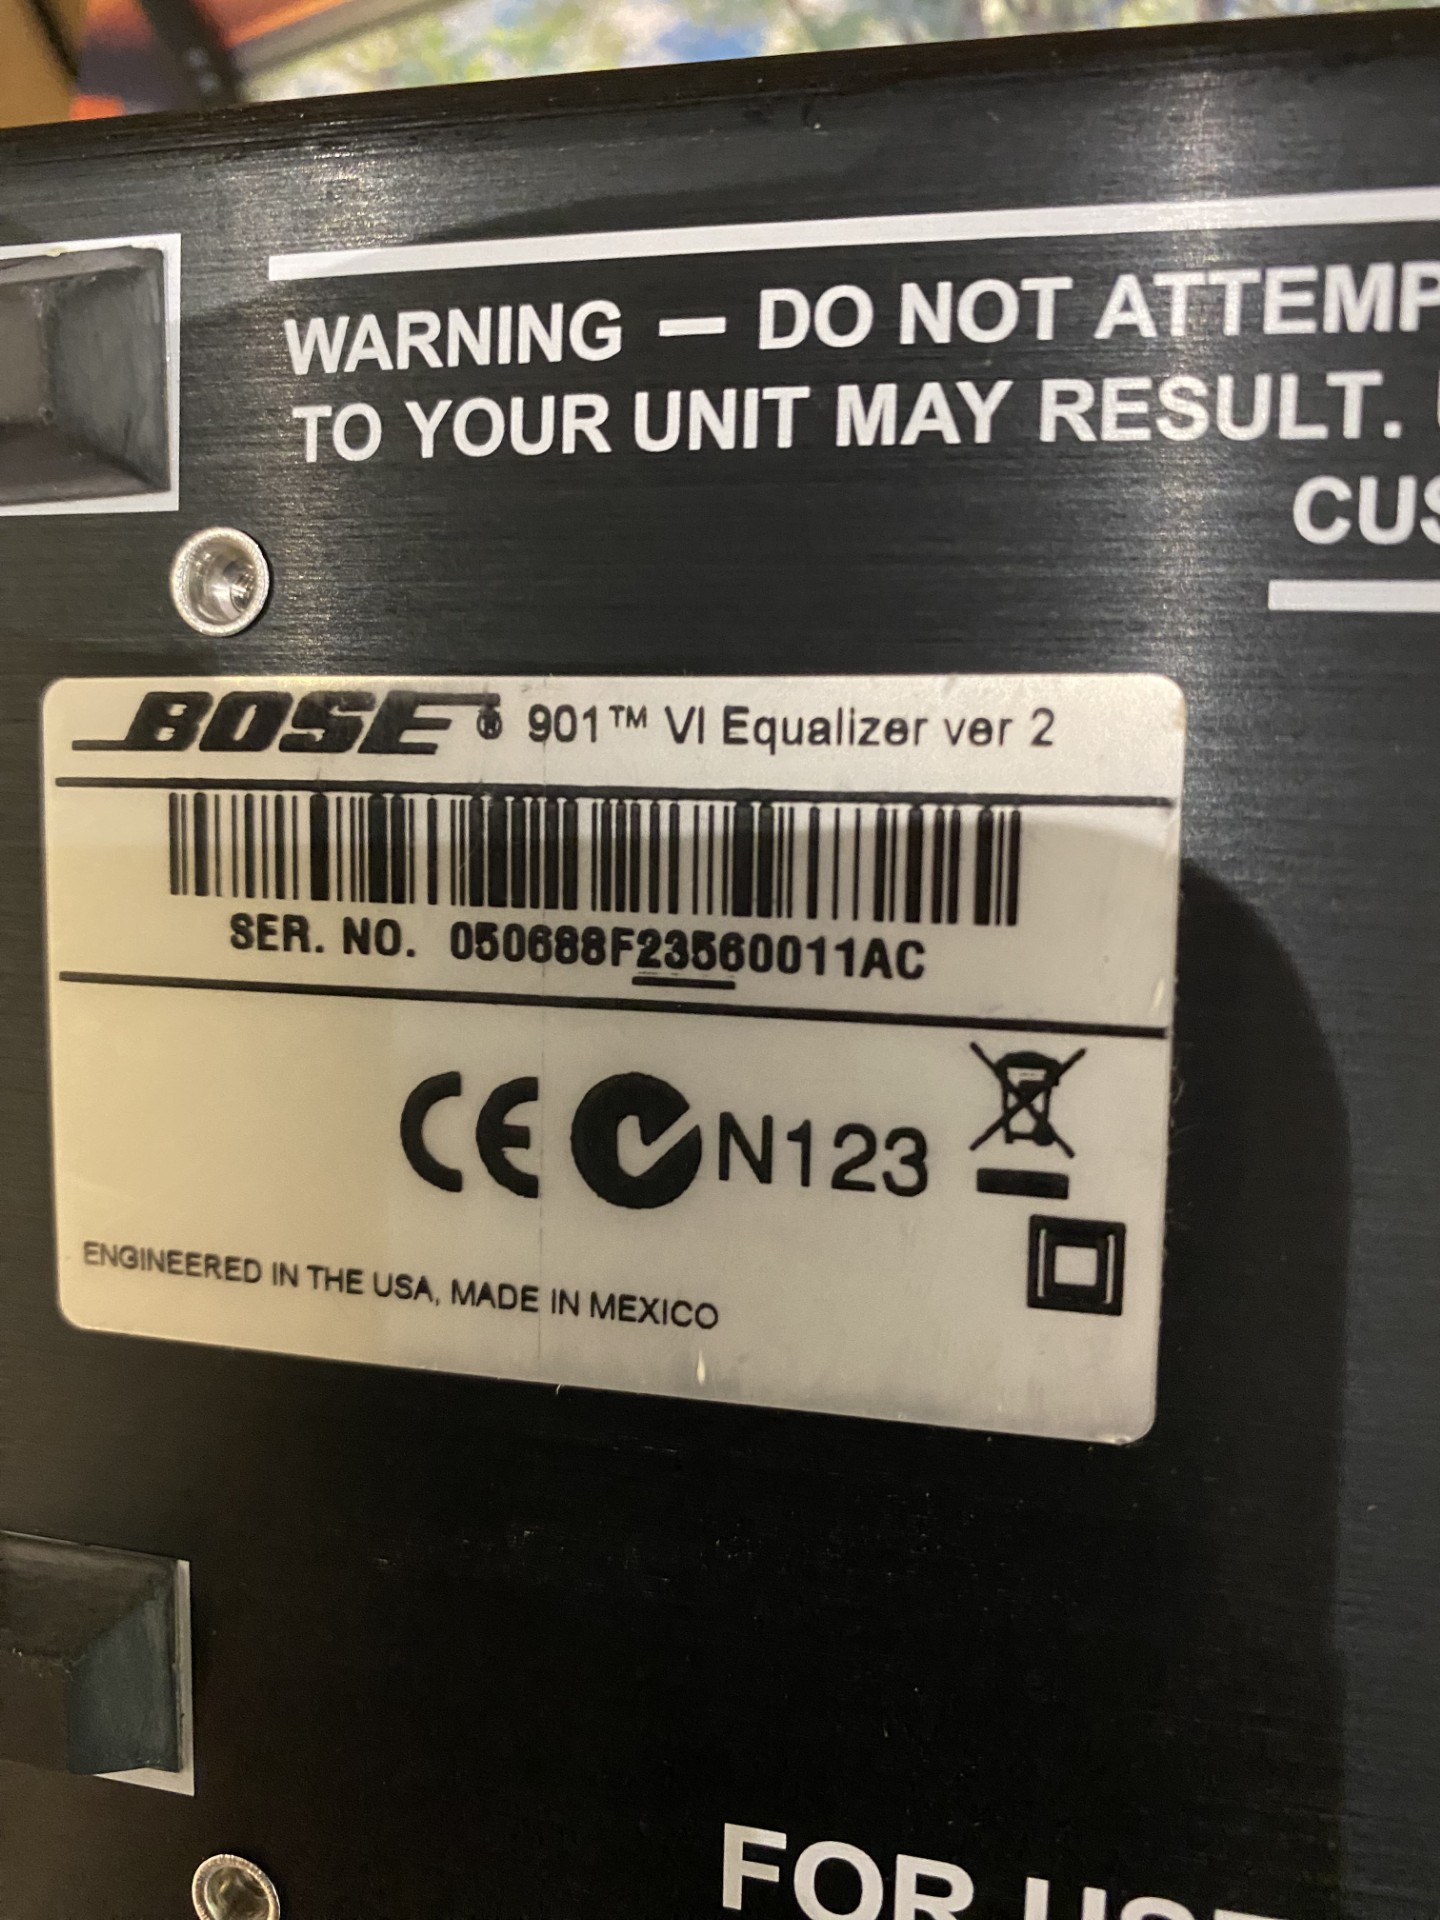 WARNING — DO NOT ATTEMP
TO YOUR UNIT MAY RESULT.
CUS
BOSE® 901™ VI Equalizer ver 2
SER. NO. 050688F23560011AC
CE N123
ENGINEERED IN THE USA, MADE IN MEXICO
FOR USE